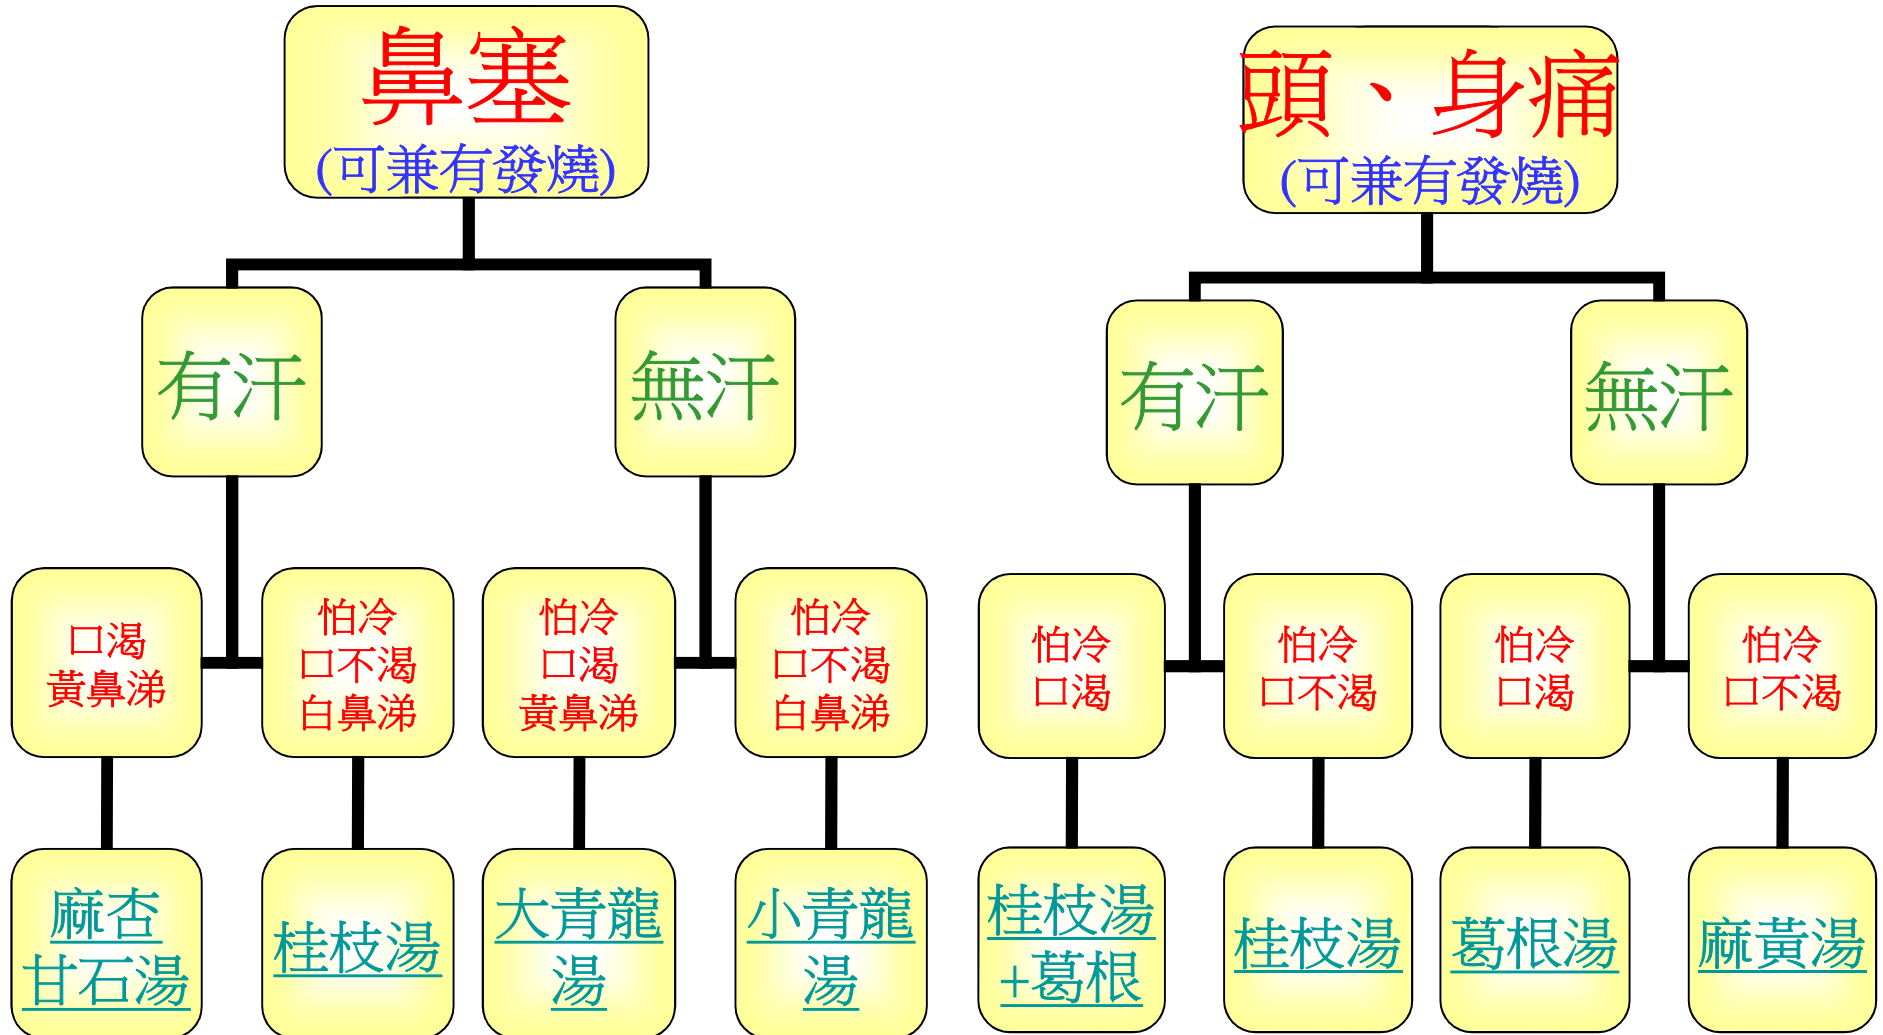 鼻塞
(可兼有發燒)
有汗
無汗
口渴
黃鼻涕
怕冷
口不渴
白鼻涕
怕冷
口渴
黃鼻涕
怕冷
口不渴
白鼻涕
麻杏
甘石湯
桂枝湯
大青龍
湯
小青龍
湯
頭、身痛
(可兼有發燒)
有汗
無汗
怕冷
口渴
怕冷
口不渴
怕冷
口渴
怕冷
口不渴
桂枝湯
+葛根
桂枝湯
葛根湯
麻黃湯